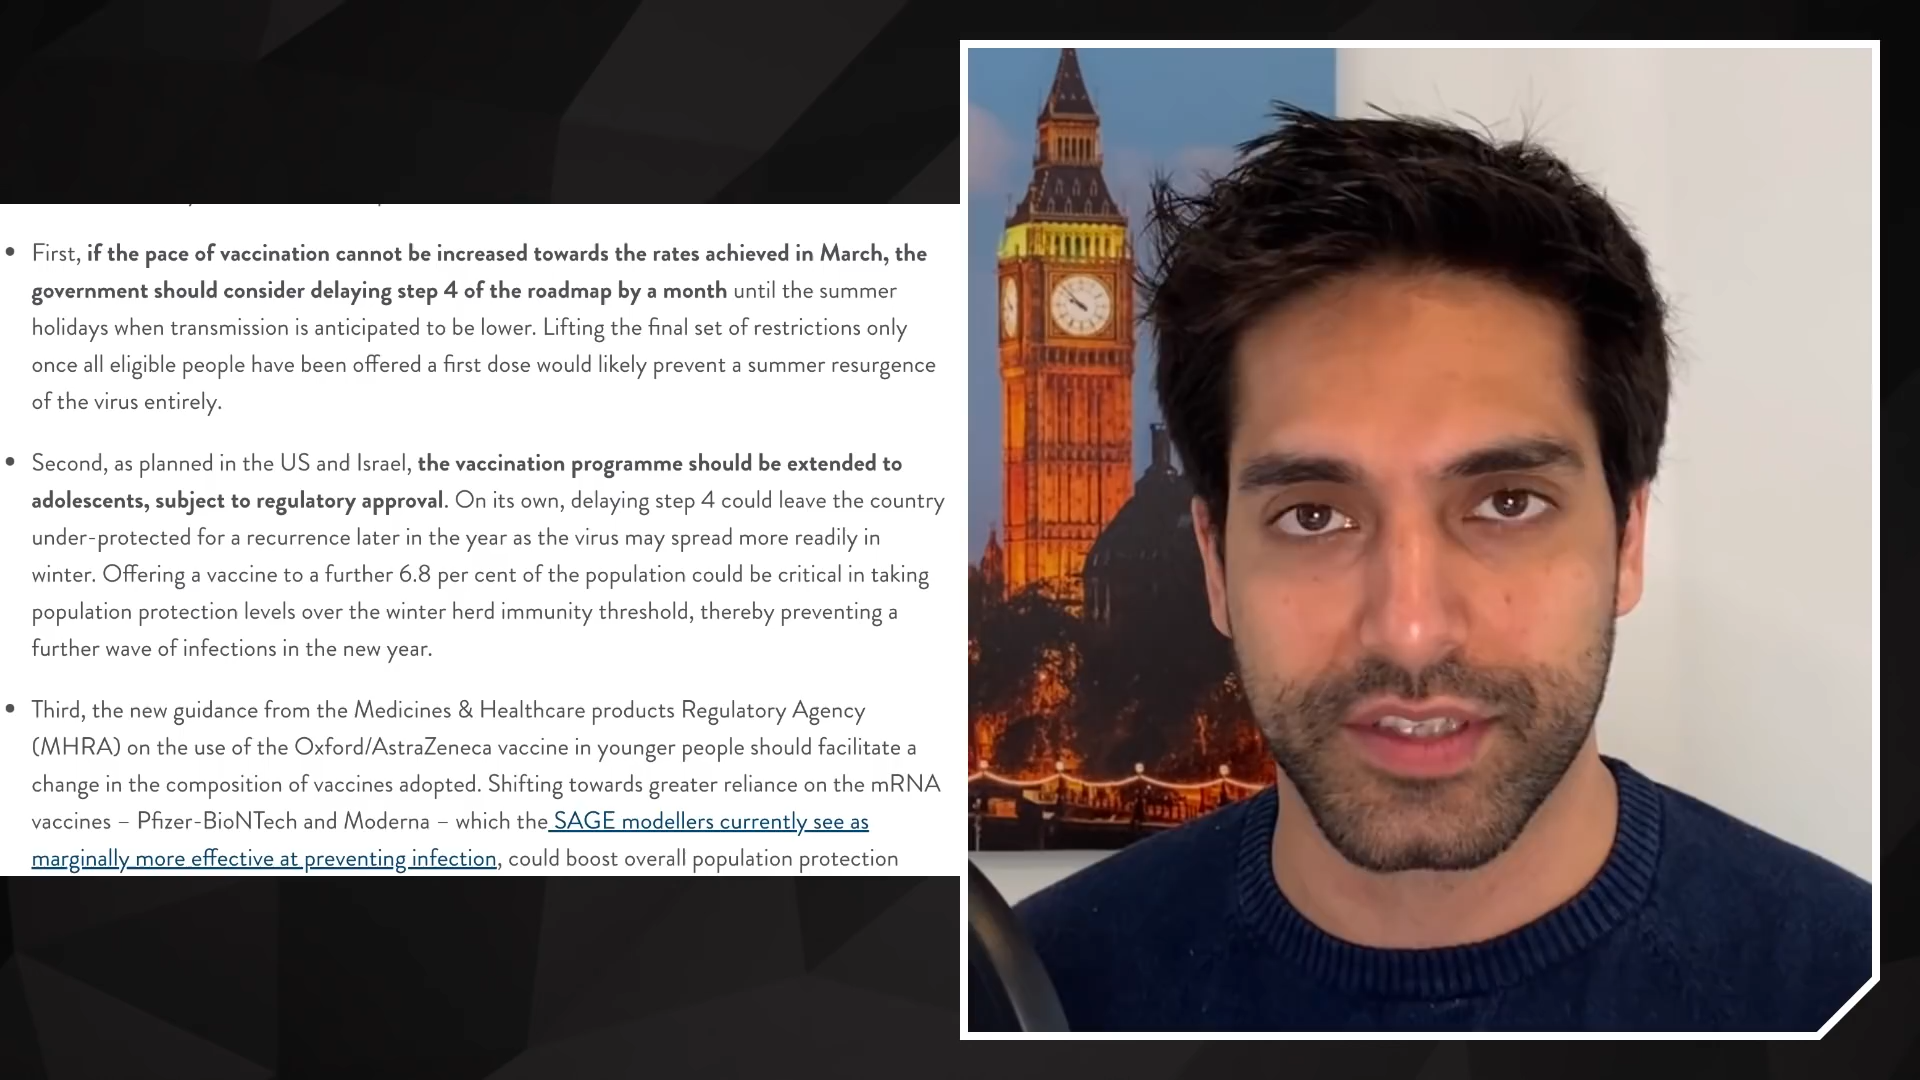 First, if the pace of vaccination cannot be increased towards the rates achieved in March, the
government should consider delaying step 4 of the roadmap by a month until the summer
holidays when transmission is anticipated to be lower. Lifting the final set of restrictions only
once all eligible people have been offered a first dose would likely prevent a summer resurgence
of the virus entirely.
Second, as planned in the US and Israel, the vaccination programme should be extended to
adolescents, subject to regulatory approval. On its own, delaying step 4 could leave the country
under-protected for a recurrence later in the year as the virus may spread more readily in
winter. Offering a vaccine to a further 6.8 per cent of the population could be critical in taking
population protection levels over the winter herd immunity threshold, thereby preventing a
further wave of infections in the new year.
Third, the new guidance from the Medicines & Healthcare products Regulatory Agency
(MHRA) on the use of the Oxford/AstraZeneca vaccine in younger people should facilitate a
change in the composition of vaccines adopted. Shifting towards greater reliance on the mRNA
vaccines – Pfizer-BioNTech and Moderna – which the SAGE modellers currently see as
marginally more effective at preventing infection, could boost overall population protection